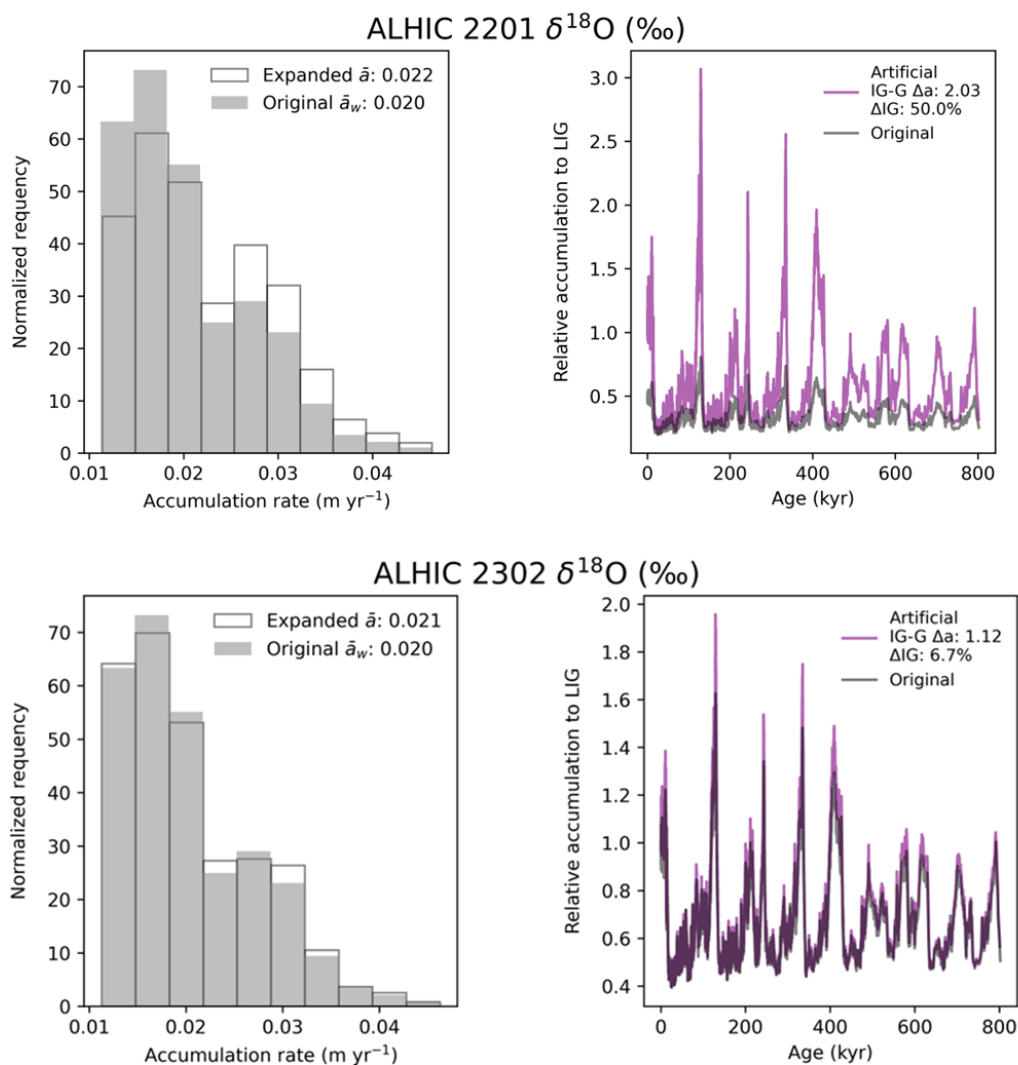 ALHIC 2201 δ¹⁸O (‰)
Expanded ā: 0.022
Original ā_w: 0.020
Normalized requency
70
60
50
40
30
20
10
0
0.01 0.02 0.03 0.04
Accumulation rate (m yr⁻¹)
Artificial
IG-G Δa: 2.03
ΔIG: 50.0%
Original
Relative accumulation to LIG
3.0
2.5
2.0
1.5
1.0
0.5
0 200 400 600 800
Age (kyr)
ALHIC 2302 δ¹⁸O (‰)
Expanded ā: 0.021
Original ā_w: 0.020
Normalized requency
70
60
50
40
30
20
10
0
0.01 0.02 0.03 0.04
Accumulation rate (m yr⁻¹)
Artificial
IG-G Δa: 1.12
ΔIG: 6.7%
Original
Relative accumulation to LIG
2.0
1.8
1.6
1.4
1.2
1.0
0.8
0.6
0.4
0 200 400 600 800
Age (kyr)